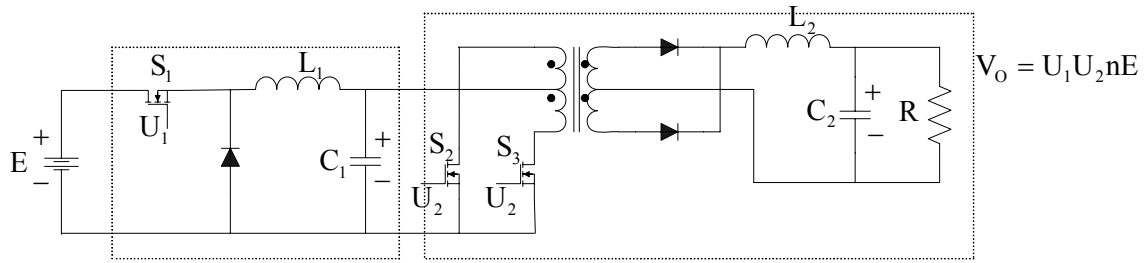 S₁
U₁
L₁
E
+
−
C₁
+
−
S₂
U₂
S₃
U₂
L₂
C₂
+
−
R
V_O = U₁U₂nE